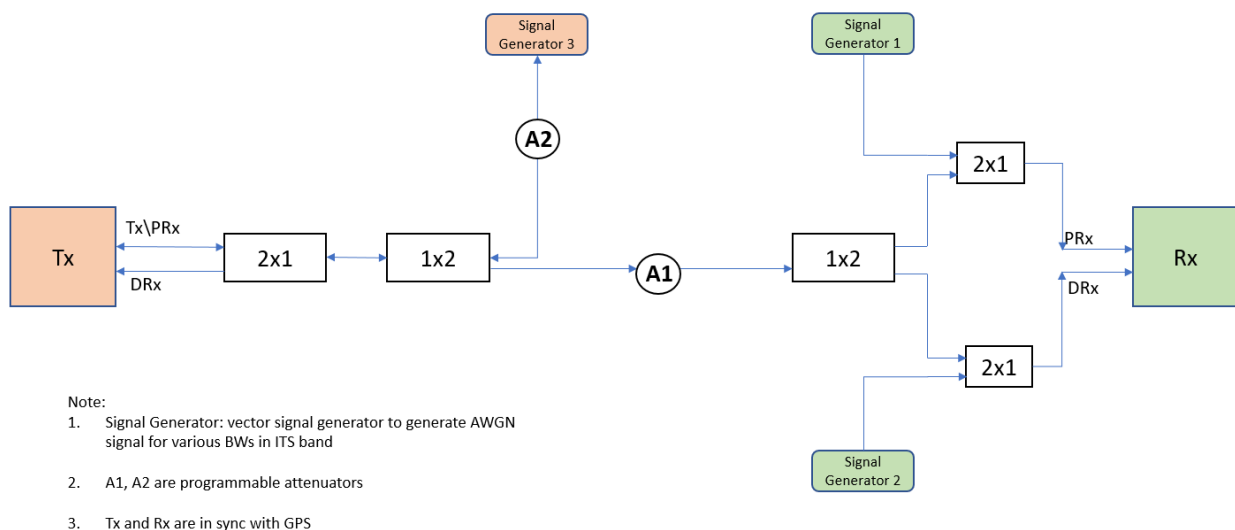 Signal
Generator 3
Signal
Generator 1
A2
2x1
Tx
Tx\PRx
DRx
2x1
1x2
A1
1x2
PRx
DRx
Rx
2x1
Signal
Generator 2
Note:
1. Signal Generator: vector signal generator to generate AWGN
signal for various BWs in ITS band
2. A1, A2 are programmable attenuators
3. Tx and Rx are in sync with GPS